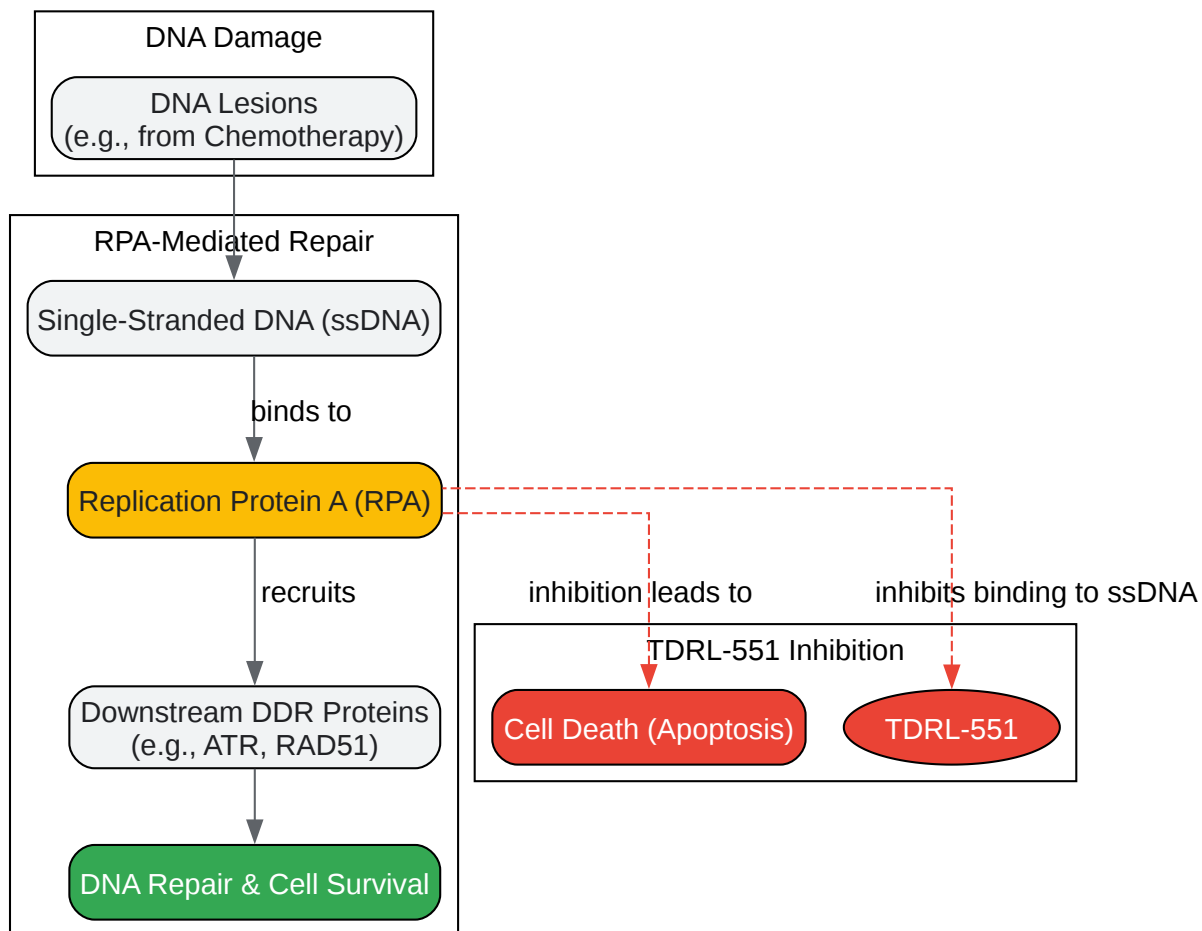 DNA Damage
DNA Lesions
(e.g., from Chemotherapy)
RPA-Mediated Repair
Single-Stranded DNA (ssDNA)
binds to
Replication Protein A (RPA)
recruits
inhibition leads to
inhibits binding to ssDNA
TDRL-551 Inhibition
Downstream DDR Proteins
(e.g., ATR, RAD51)
Cell Death (Apoptosis)
TDRL-551
DNA Repair & Cell Survival